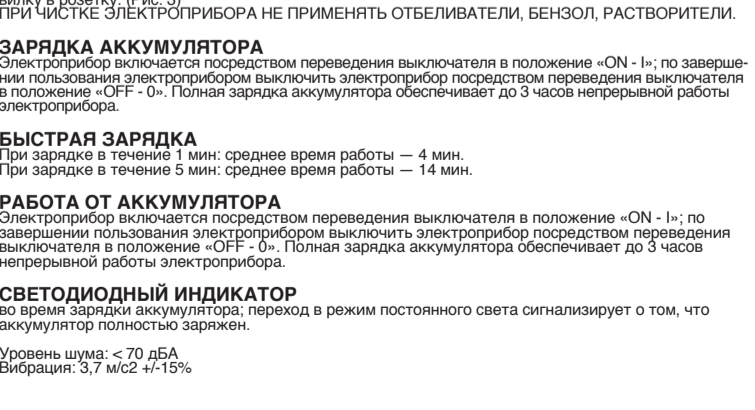 вилку в розетку. (Рис. 3)
ПРИ ЧИСТКЕ ЭЛЕКТРОПРИБОРА НЕ ПРИМЕНЯТЬ ОТБЕЛИВАТЕЛИ, БЕНЗОЛ, РАСТВОРИТЕЛИ.
ЗАРЯДКА АККУМУЛЯТОРА
Электроприбор включается посредством переведения выключателя в положение «ON - I»; по заверше-
нии пользования электроприбором выключить электроприбор посредством переведения выключателя
в положение «OFF - 0». Полная зарядка аккумулятора обеспечивает до 3 часов непрерывной работы
электроприбора.
БЫСТРАЯ ЗАРЯДКА
При зарядке в течение 1 мин: среднее время работы — 4 мин.
При зарядке в течение 5 мин: среднее время работы — 14 мин.
РАБОТА ОТ АККУМУЛЯТОРА
Электроприбор включается посредством переведения выключателя в положение «ON - I»; по
завершении пользования электроприбором выключить электроприбор посредством переведения
выключателя в положение «OFF - 0». Полная зарядка аккумулятора обеспечивает до 3 часов
непрерывной работы электроприбора.
СВЕТОДИОДНЫЙ ИНДИКАТОР
во время зарядки аккумулятора; переход в режим постоянного света сигнализирует о том, что
аккумулятор полностью заряжен.
Уровень шума: < 70 дБА
Вибрация: 3,7 м/с2 +/-15%